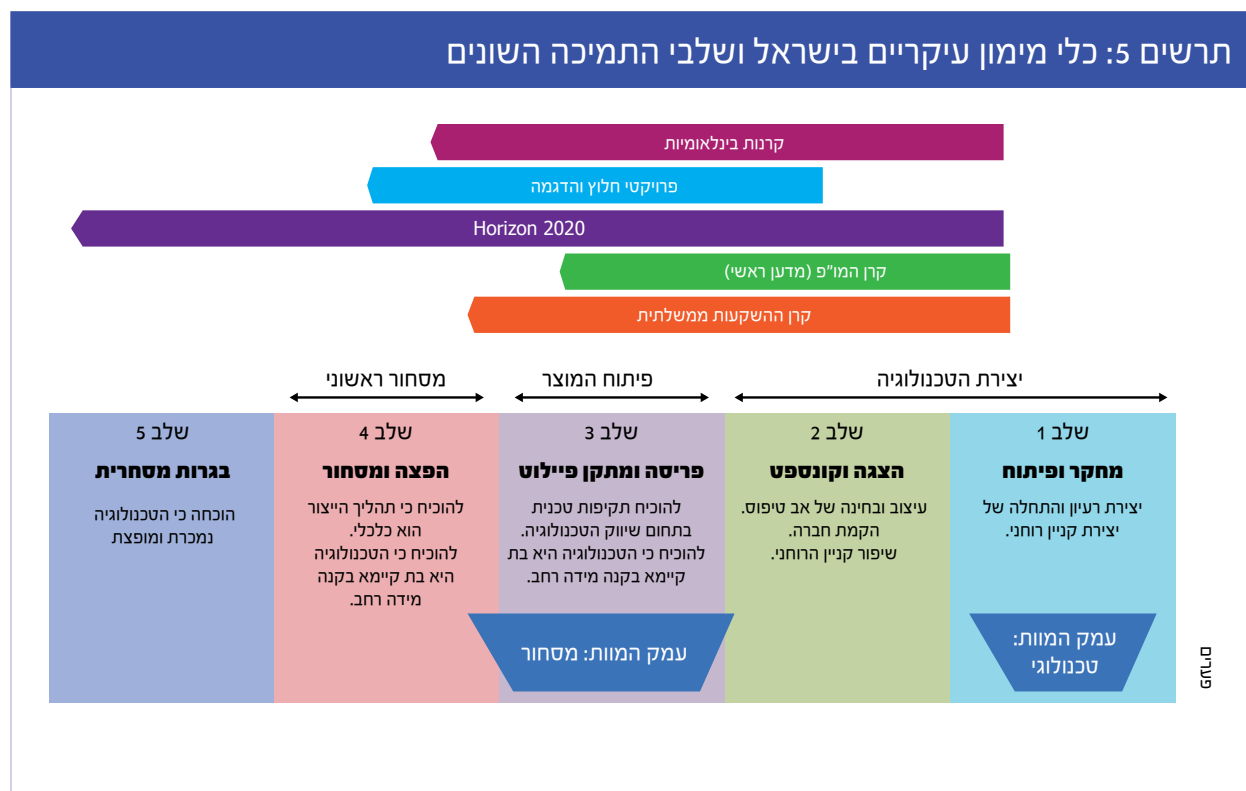 תרשים 5: כלי מימון עיקריים בישראל ושלבי התמיכה השונים
קרנות בינלאומיות
פרויקטי חלוץ והדגמה
Horizon 2020
קרן המו"פ (מדען ראשי)
קרן ההשקעות ממשלתית
יצירת הטכנולוגיה
פיתוח המוצר
מסחור ראשוני
שלב 1
מחקר ופיתוח
יצירת רעיון והתחלה של
יצירת קניין רוחני.
שלב 2
הצגה וקונספט
עיצוב ובחינה של אב טיפוס.
הקמת חברה.
שיפור קניין הרוחני.
שלב 3
פריסה ומתקן פיילוט
להוכיח תקיפות טכנית
בתחום שיווק הטכנולוגיה.
להוכיח כי הטכנולוגיה היא בת
קיימא בקנה מידה רחב.
שלב 4
הפצה ומסחור
להוכיח כי תהליך הייצור
הוא כלכלי.
להוכיח כי הטכנולוגיה
היא בת קיימא בקנה
מידה רחב.
שלב 5
בגרות מסחרית
הוכחה כי הטכנולוגיה
נמכרת ומופצת
פערים
עמק המוות:
טכנולוגי
עמק המוות: מסחור